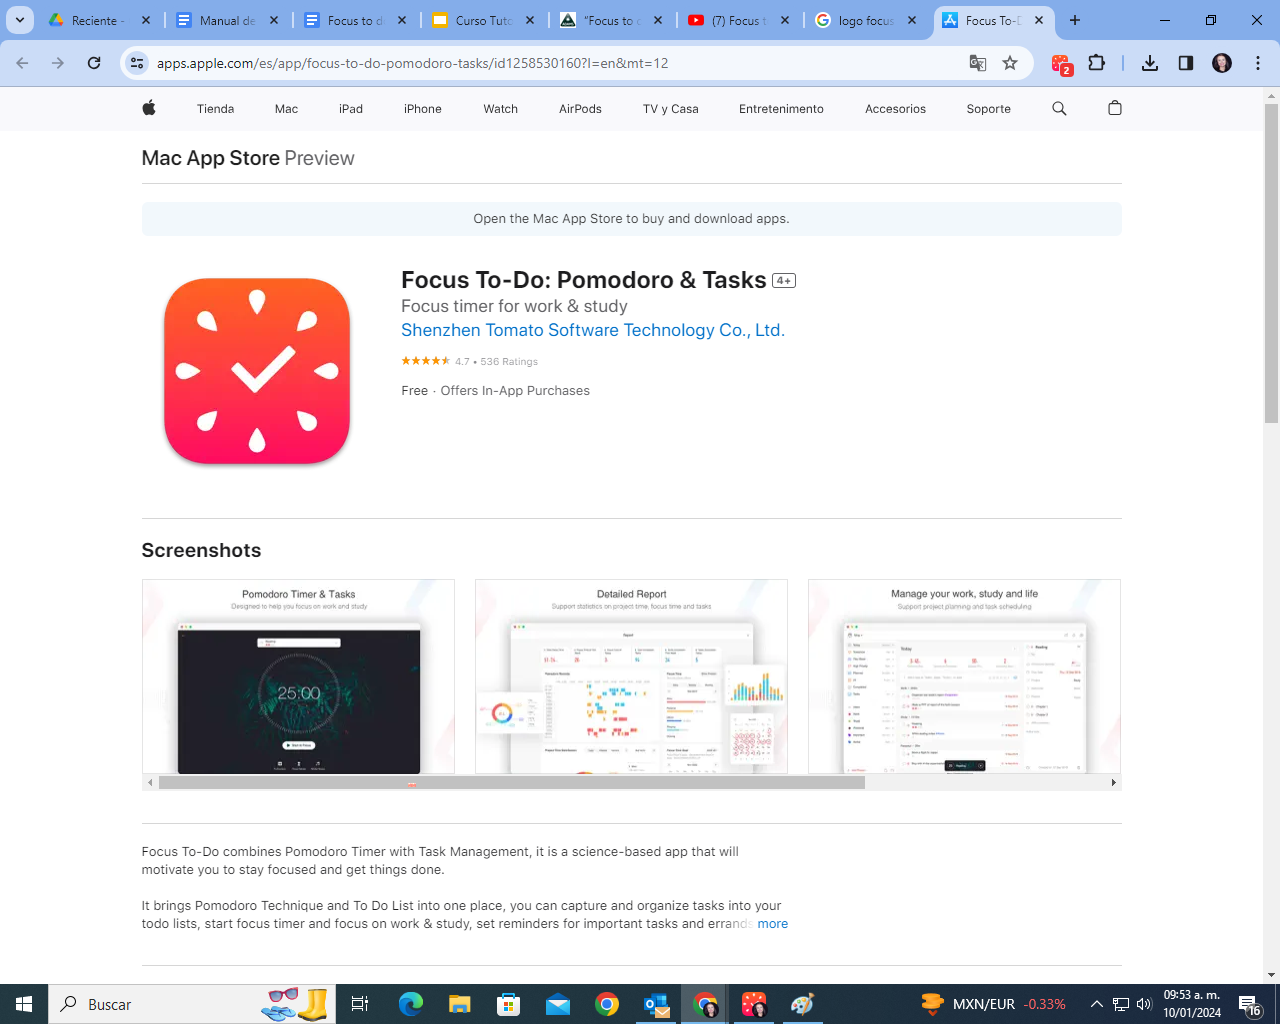 Reciente -
Manual de
Focus to d
Curso Tuto
"Focus to
(7) Focus t
logo focus
Focus To-D
apps.apple.com/es/app/focus-to-do-pomodoro-tasks/id1258530160?l=en&mt=12
2
Tienda
Mac
iPad
iPhone
Watch
AirPods
TV y Casa
Entretenimento
Accesorios
Soporte
Mac App Store Preview
Open the Mac App Store to buy and download apps.
Focus To-Do: Pomodoro & Tasks 4+
Focus timer for work & study
Shenzhen Tomato Software Technology Co., Ltd.
4.7 • 536 Ratings
Free · Offers In-App Purchases
Screenshots
Pomodoro Timer & Tasks
Designed to help you focus on work and study
25:00
Start to Focus
Detailed Report
Support statistics on project time, focus time and tasks
Report
Manage your work, study and life
Support project planning and task scheduling
Today
Reading
Focus To-Do combines Pomodoro Timer with Task Management, it is a science-based app that will
motivate you to stay focused and get things done.
It brings Pomodoro Technique and To Do List into one place, you can capture and organize tasks into your
todo lists, start focus timer and focus on work & study, set reminders for important tasks and errands more
Buscar
MXN/EUR -0.33%
09:53 a. m.
10/01/2024
16